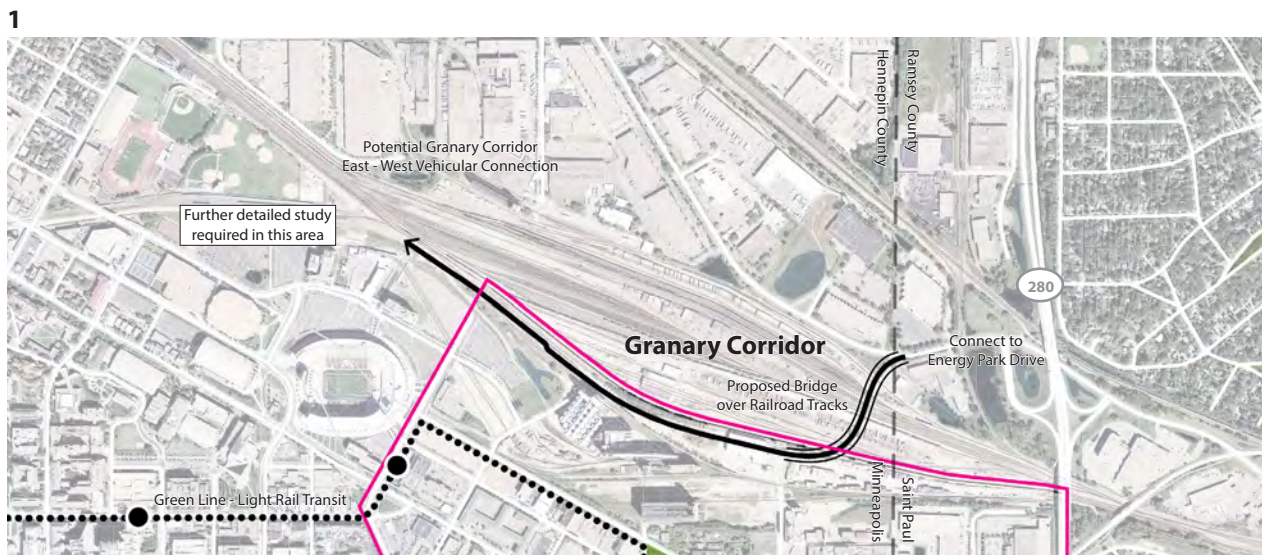 1
Hennepin County
Ramsey County
Potential Granary Corridor
East - West Vehicular Connection
Further detailed study
required in this area
280
Granary Corridor
Connect to
Energy Park Drive
Proposed Bridge
over Railroad Tracks
Minneapolis
Saint Paul
Green Line - Light Rail Transit